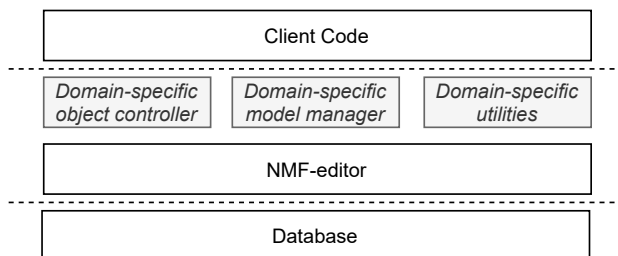 Client Code
Domain-specific
object controller
Domain-specific
model manager
Domain-specific
utilities
NMF-editor
Database